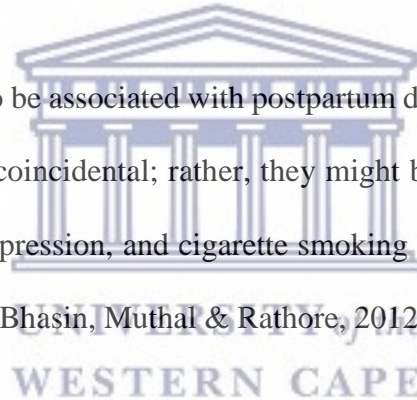 o be associated with postpartum d
coincidental; rather, they might b
pression, and cigarette smoking
Bhasin, Muthal & Rathore, 2012
UNIVERSITY of the
WESTERN CAPE